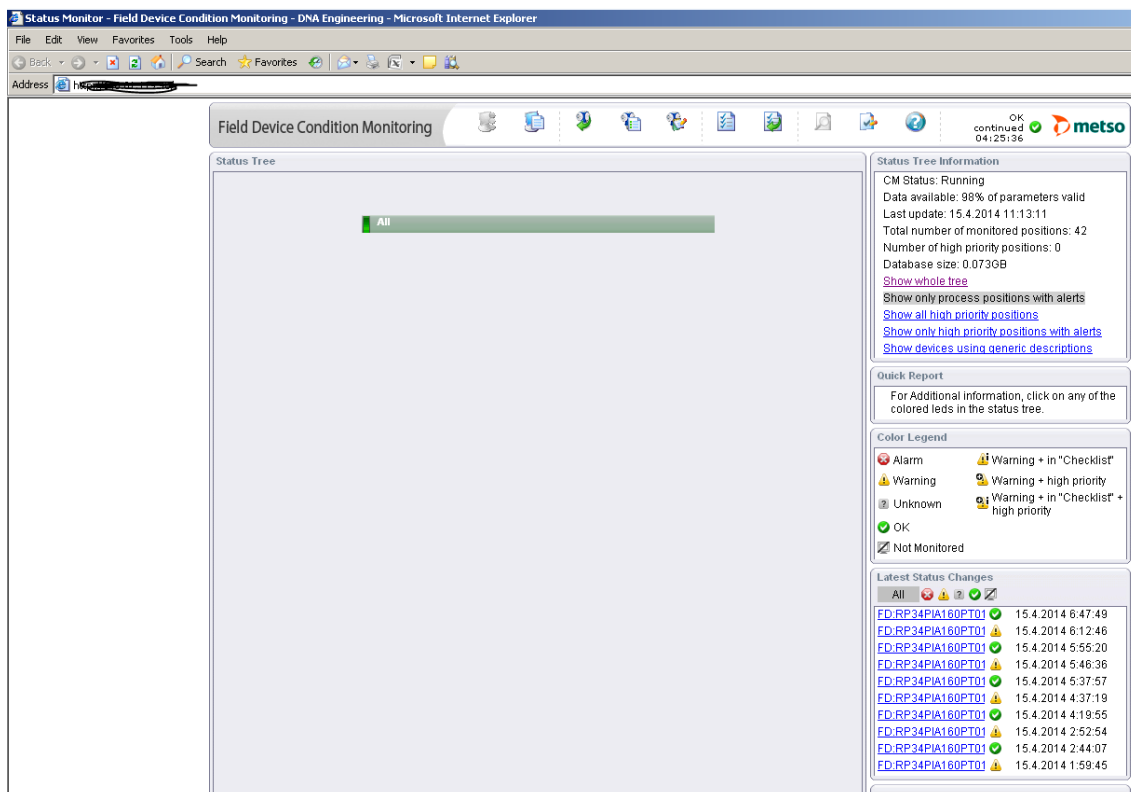 Status Monitor - Field Device Condition Monitoring - DNA Engineering - Microsoft Internet Explorer
File Edit View Favorites Tools Help
Back Search Favorites
Address
Field Device Condition Monitoring
OK
continued
04:25:36
metso
Status Tree
All
Status Tree Information
CM Status: Running
Data available: 98% of parameters valid
Last update: 15.4.2014 11:13:11
Total number of monitored positions: 42
Number of high priority positions: 0
Database size: 0.073GB
Show whole tree
Show only process positions with alerts
Show all high priority positions
Show only high priority positions with alerts
Show devices using generic descriptions
Quick Report
For Additional information, click on any of the
colored leds in the status tree.
Color Legend
Alarm
Warning + in "Checklist"
Warning
Warning + high priority
Unknown
Warning + in "Checklist" +
high priority
OK
Not Monitored
Latest Status Changes
All
FD:RP34PIA160PT01 15.4.2014 6:47:49
FD:RP34PIA160PT01 15.4.2014 6:12:46
FD:RP34PIA160PT01 15.4.2014 5:55:20
FD:RP34PIA160PT01 15.4.2014 5:46:36
FD:RP34PIA160PT01 15.4.2014 5:37:57
FD:RP34PIA160PT01 15.4.2014 4:37:19
FD:RP34PIA160PT01 15.4.2014 4:19:55
FD:RP34PIA160PT01 15.4.2014 2:52:54
FD:RP34PIA160PT01 15.4.2014 2:44:07
FD:RP34PIA160PT01 15.4.2014 1:59:45